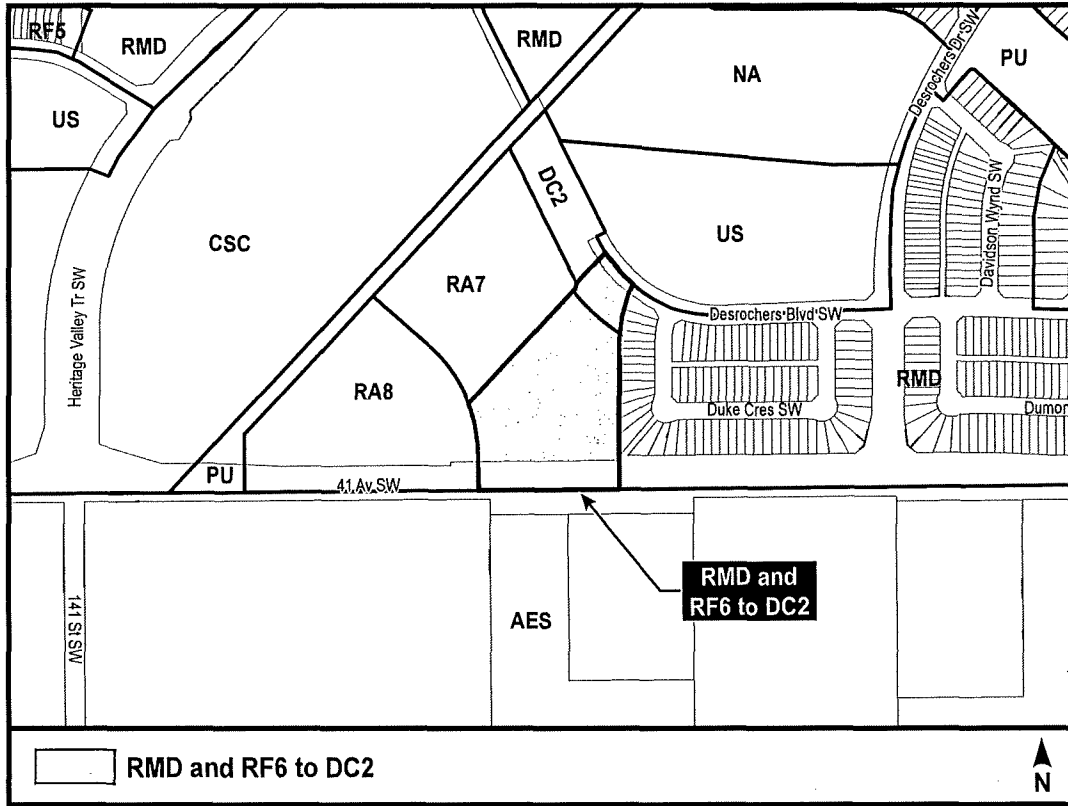 RF5
RMD
RMD
NA
PU
Desrochers Dr SW
US
DC2
Davidson Wynd SW
CSC
US
RA7
Heritage Valley Tr SW
Desrochers Blvd SW
RA8
RMD
Duke Cres SW
PU
41 Av SW
RMD and
RF6 to DC2
141 St SW
AES
RMD and RF6 to DC2
N